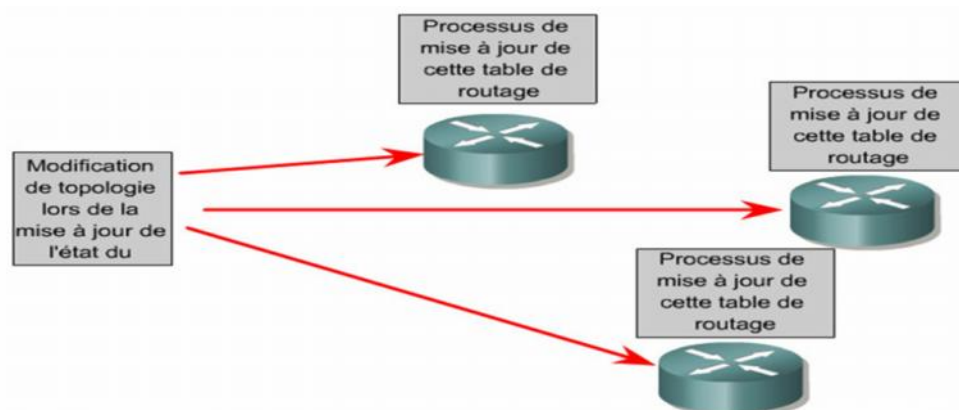 Processus de
mise à jour de
cette table de
routage
Processus de
mise à jour de
cette table de
routage
Modification
de topologie
lors de la
mise à jour de
l'état du
Processus de
mise à jour de
cette table de
routage